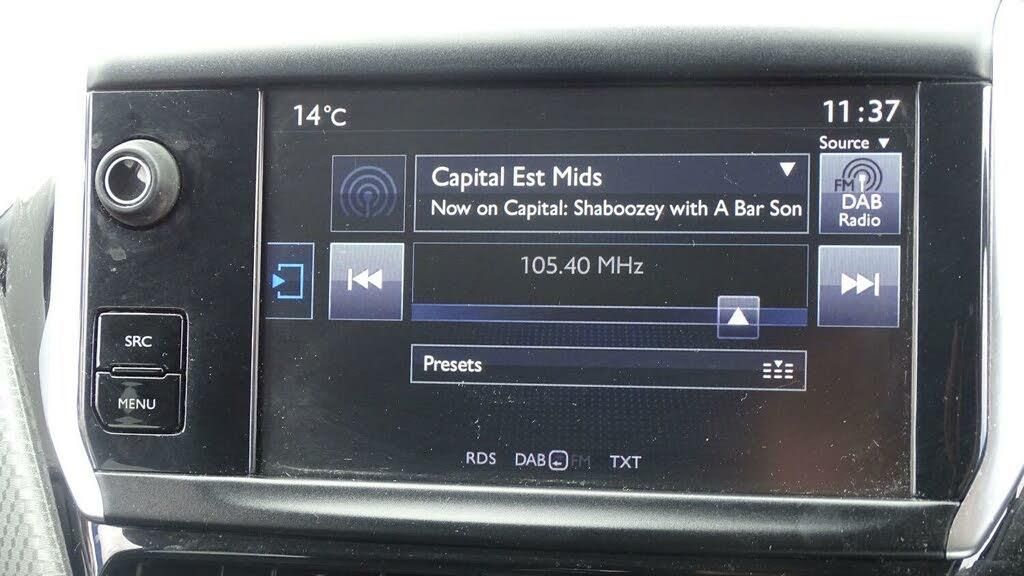 14°C
11:37
Source
Capital Est Mids
Now on Capital: Shaboozey with A Bar Son
FM
DAB
Radio
105.40 MHz
SRC
MENU
Presets
RDS DAB FM TXT